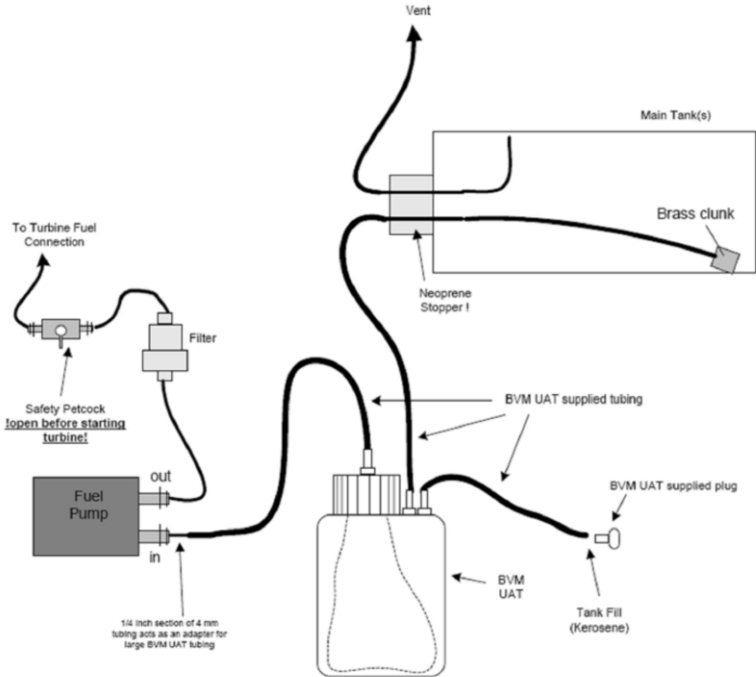 Vent
Main Tank(s)
Brass clunk
To Turbine Fuel
Connection
Neoprene
Stopper !
Filter
Safety Petcock
!open before starting
turbine!
BVM UAT supplied tubing
out
Fuel
Pump
in
BVM UAT supplied plug
BVM
UAT
Tank Fill
(Kerosene)
1/4 inch section of 4 mm
tubing acts as an adapter for
large BVM UAT tubing